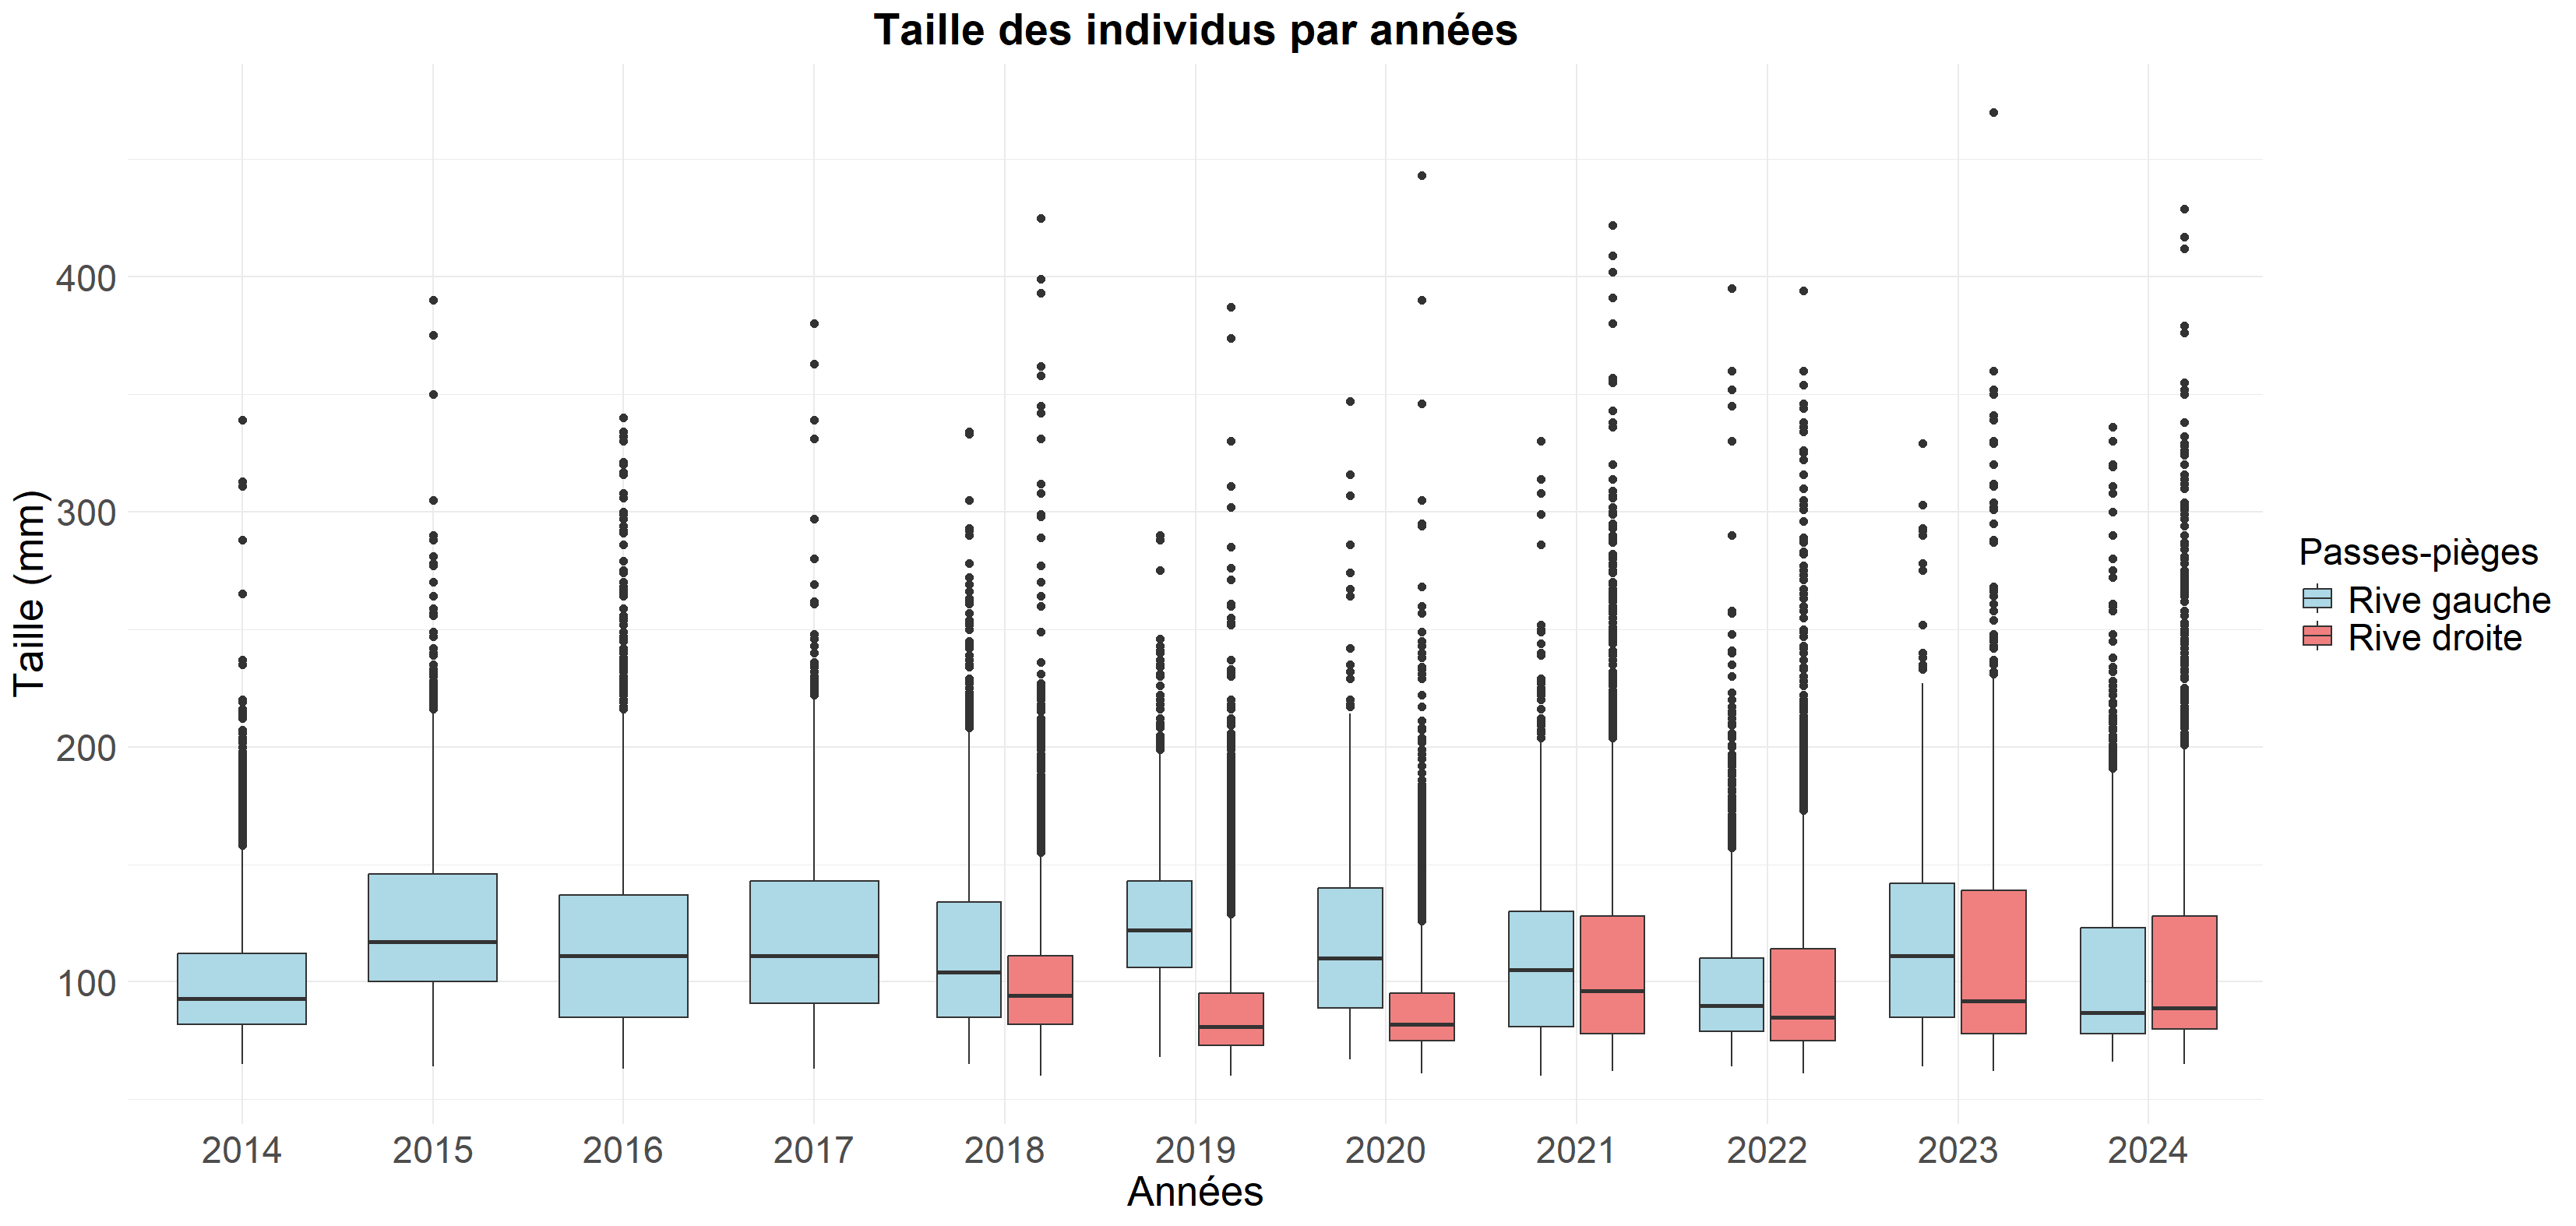 Taille des individus par années
Taille (mm)
400
300
200
100
2014 2015 2016 2017 2018 2019 2020 2021 2022 2023 2024
Années
Passes-pièges
Rive gauche
Rive droite